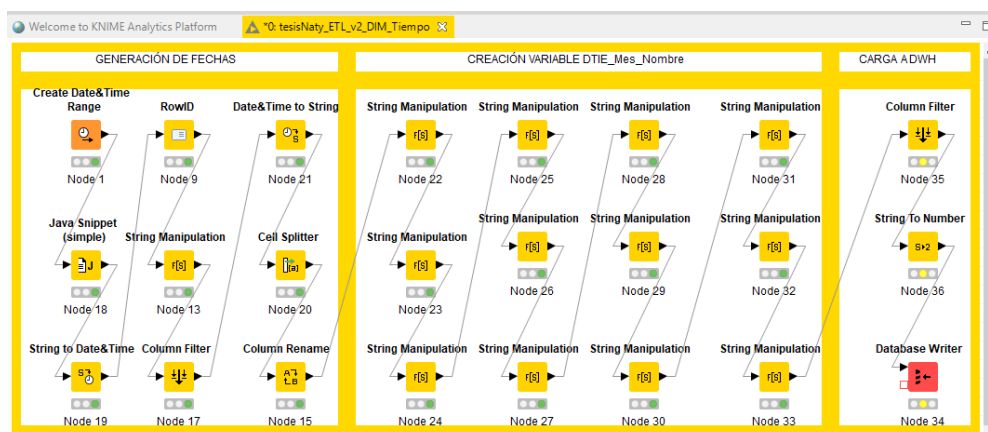 Welcome to KNIME Analytics Platform
*0: tesisNaty_ETL_v2_DIM_Tiempo
GENERACIÓN DE FECHAS
CREACIÓN VARIABLE DTIE_Mes_Nombre
CARGA A DWH
Create Date&Time Range
RowID
Date&Time to String
String Manipulation
String Manipulation
String Manipulation
String Manipulation
Column Filter
f[S]
f[S]
f[S]
f[S]
Node 1
Node 9
Node 21
Node 22
Node 25
Node 28
Node 31
Node 35
Java Snippet (simple)
String Manipulation
Cell Splitter
String Manipulation
String Manipulation
String Manipulation
String Manipulation
String To Number
J
f[S]
[a]
f[S]
f[S]
f[S]
f[S]
S▸2
Node 18
Node 13
Node 20
Node 23
Node 26
Node 29
Node 32
Node 36
String to Date&Time
Column Filter
Column Rename
String Manipulation
String Manipulation
String Manipulation
String Manipulation
Database Writer
f[S]
f[S]
f[S]
f[S]
Node 19
Node 17
Node 15
Node 24
Node 27
Node 30
Node 33
Node 34